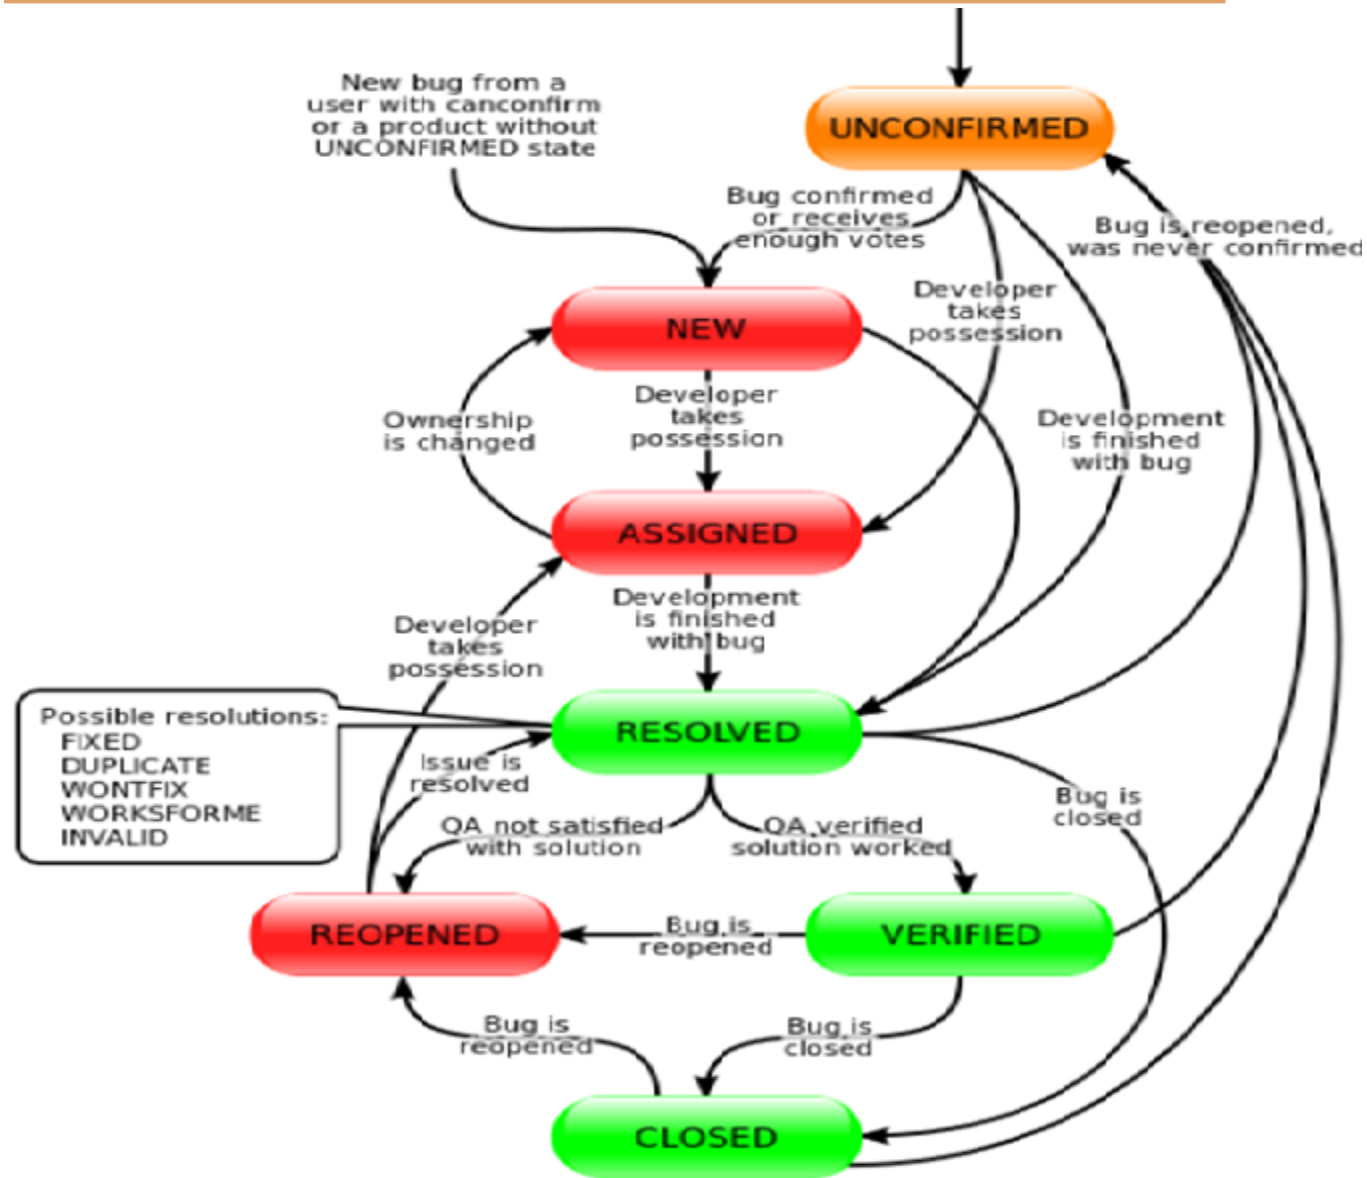 New bug from a
user with canconfirm
or a product without
UNCONFIRMED state
UNCONFIRMED
Bug confirmed
or receives
enough votes
Bug is reopened,
was never confirmed
Developer
takes
possession
NEW
Developer
takes
possession
Ownership
is changed
Development
is finished
with bug
ASSIGNED
Development
is finished
with bug
Developer
takes
possession
Possible resolutions:
FIXED
DUPLICATE
WONTFIX
WORKSFORME
INVALID
RESOLVED
Issue is
resolved
Bug is
closed
QA not satisfied
with solution
QA verified
solution worked
REOPENED
Bug is
reopened
VERIFIED
Bug is
reopened
Bug is
closed
CLOSED